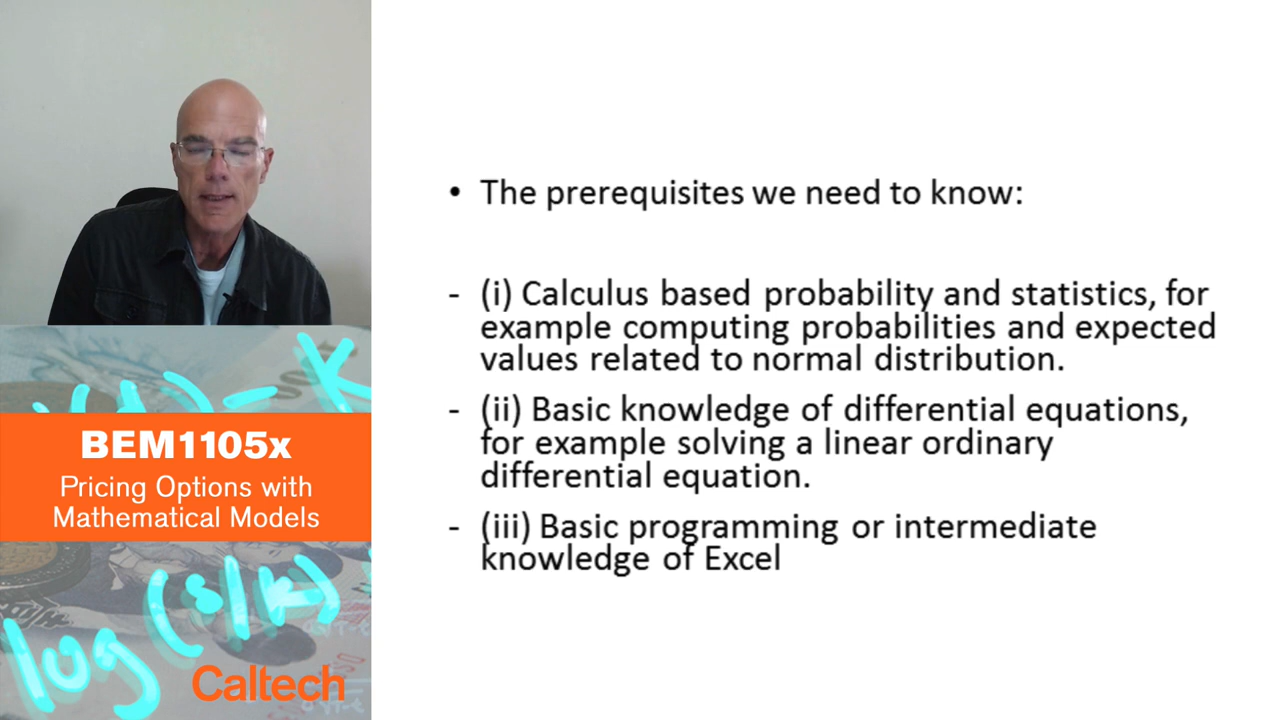 • The prerequisites we need to know:
- (i) Calculus based probability and statistics, for
example computing probabilities and expected
values related to normal distribution.
- (ii) Basic knowledge of differential equations,
for example solving a linear ordinary
differential equation.
- (iii) Basic programming or intermediate
knowledge of Excel
BEM1105x
Pricing Options with
Mathematical Models
log (s/K)
Caltech